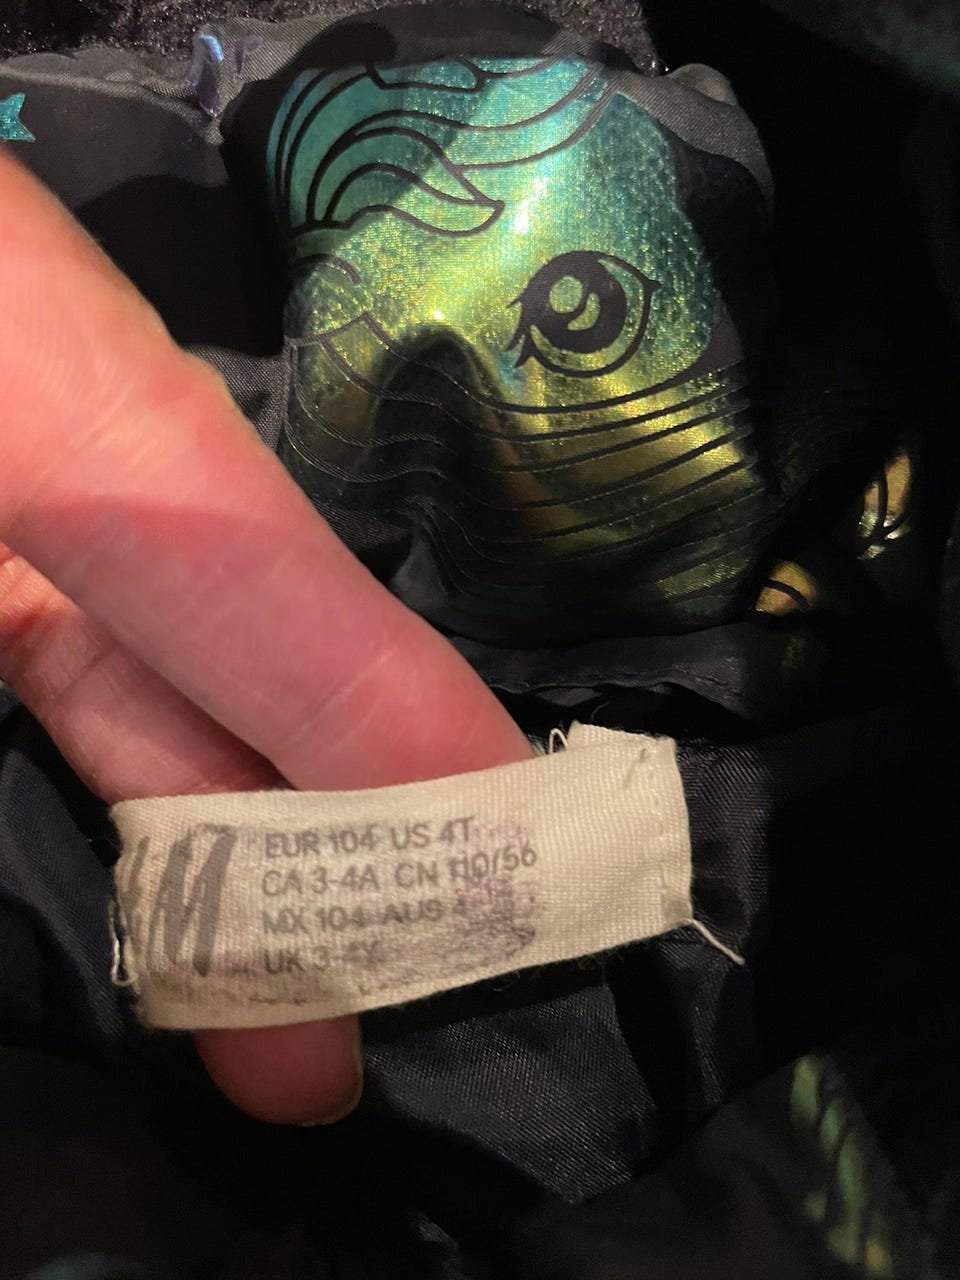 EUR 104 US 4T
CA 3-4A CN 110/56
MX 104 AUS 4
UK 3-4Y